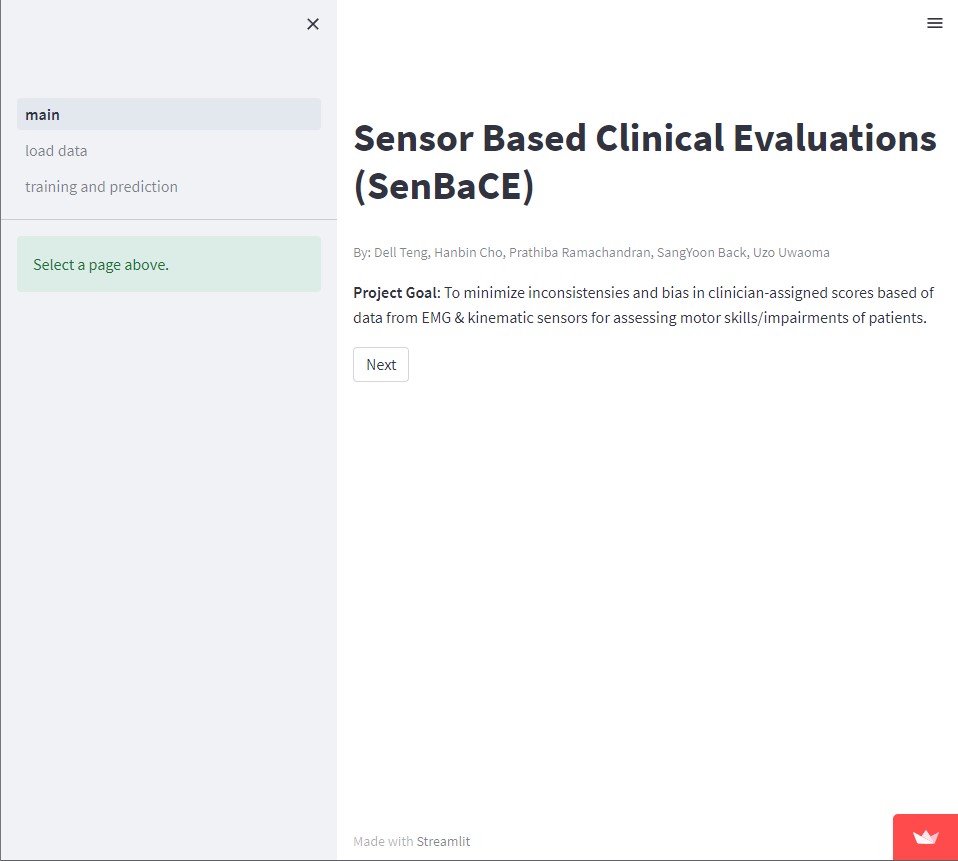 main
load data
training and prediction
Select a page above.
Sensor Based Clinical Evaluations
(SenBaCE)
By: Dell Teng, Hanbin Cho, Prathiba Ramachandran, SangYoon Back, Uzo Uwaoma
Project Goal: To minimize inconsistensies and bias in clinician-assigned scores based of
data from EMG & kinematic sensors for assessing motor skills/impairments of patients.
Next
Made with Streamlit